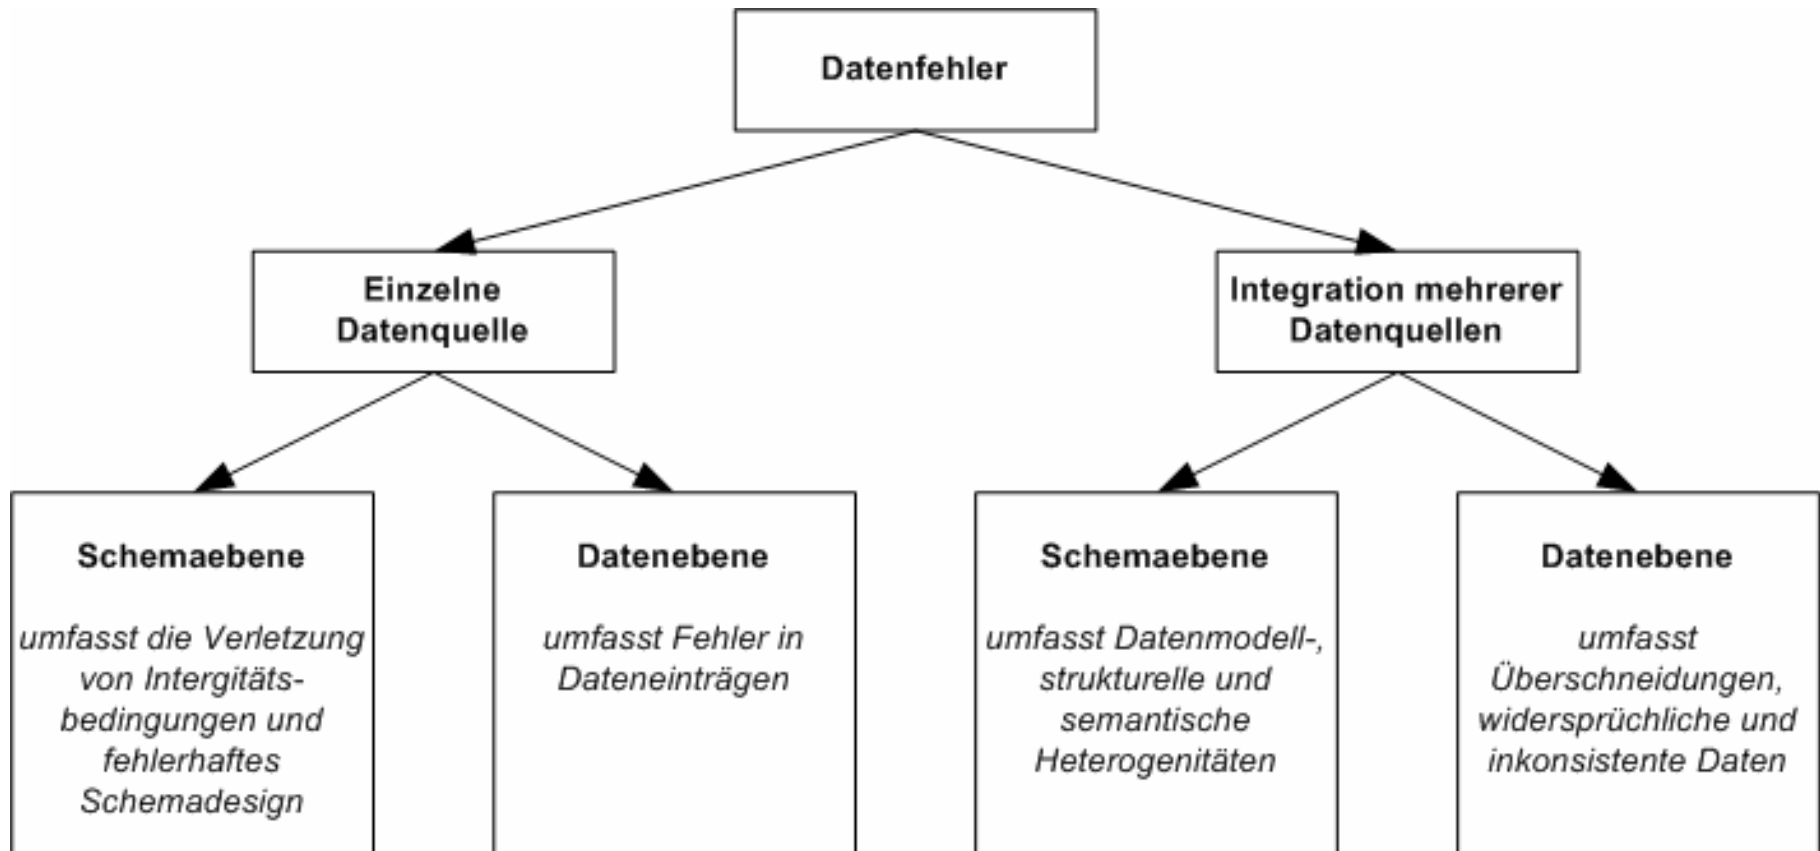 Datenfehler
Einzelne
Datenquelle
Integration mehrerer
Datenquellen
Schemaebene
umfasst die Verletzung
von Intergitäts-
bedingungen und
fehlerhaftes
Schemadesign
Datenebene
umfasst Fehler in
Dateneinträgen
Schemaebene
umfasst Datenmodell-,
strukturelle und
semantische
Heterogenitäten
Datenebene
umfasst
Überschneidungen,
widersprüchliche und
inkonsistente Daten